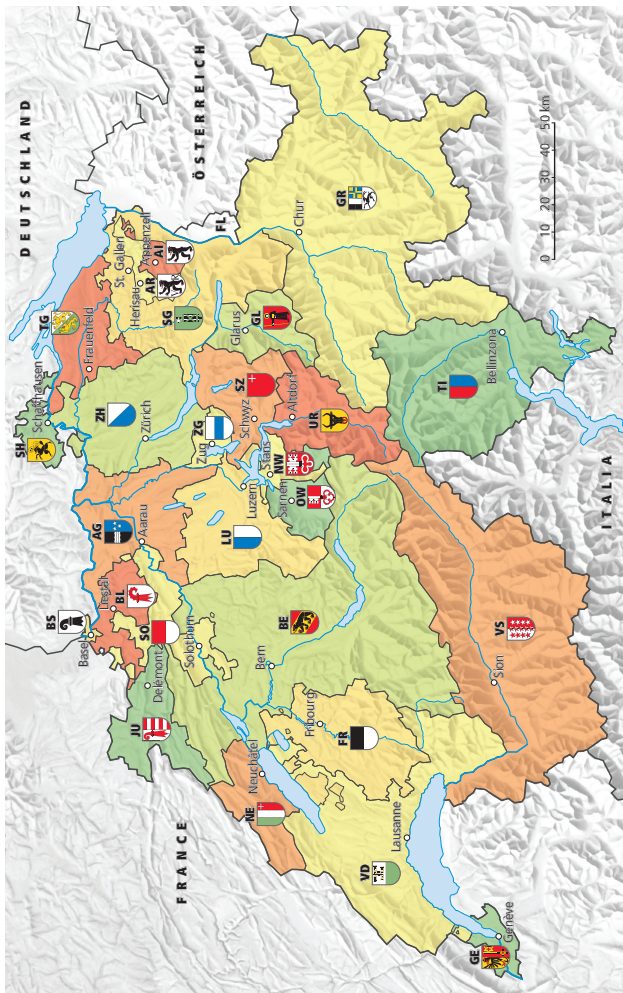 DEUTSCHLAND
ÖSTERREICH
FRANCE
ITALIA
FL
SH
Schaffhausen
TG
Frauenfeld
BS
Basel
BL
Liestal
AG
Aarau
ZH
Zürich
St. Gallen
Herisau
AR
AI
Appenzell
SG
JU
Delémont
SO
Solothurn
LU
Luzern
ZG
Zug
SZ
Schwyz
GL
Glarus
NE
Neuchâtel
BE
Bern
OW
Sarnen
NW
Stans
UR
Altdorf
GR
Chur
FR
Fribourg
VD
Lausanne
GE
Genève
VS
Sion
TI
Bellinzona
0 10 20 30 40 50 km